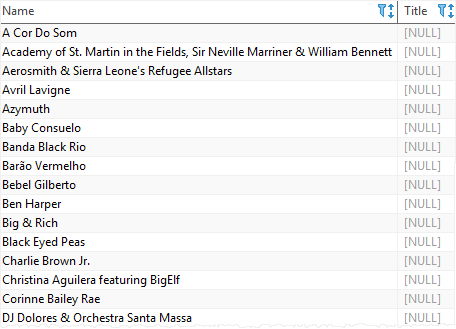 Name Title
A Cor Do Som [NULL]
Academy of St. Martin in the Fields, Sir Neville Marriner & William Bennett [NULL]
Aerosmith & Sierra Leone's Refugee Allstars [NULL]
Avril Lavigne [NULL]
Azymuth [NULL]
Baby Consuelo [NULL]
Banda Black Rio [NULL]
Barão Vermelho [NULL]
Bebel Gilberto [NULL]
Ben Harper [NULL]
Big & Rich [NULL]
Black Eyed Peas [NULL]
Charlie Brown Jr. [NULL]
Christina Aguilera featuring BigElf [NULL]
Corinne Bailey Rae [NULL]
DJ Dolores & Orchestra Santa Massa [NULL]